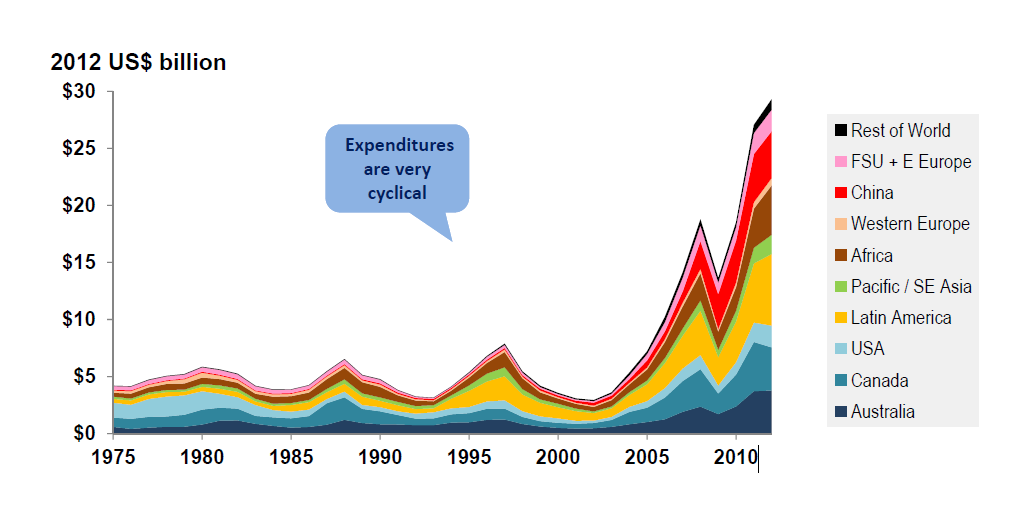 2012 US$ billion
$30
$25
$20
$15
$10
$5
$0
Expenditures
are very
cyclical
1975 1980 1985 1990 1995 2000 2005 2010
Rest of World
FSU + E Europe
China
Western Europe
Africa
Pacific / SE Asia
Latin America
USA
Canada
Australia